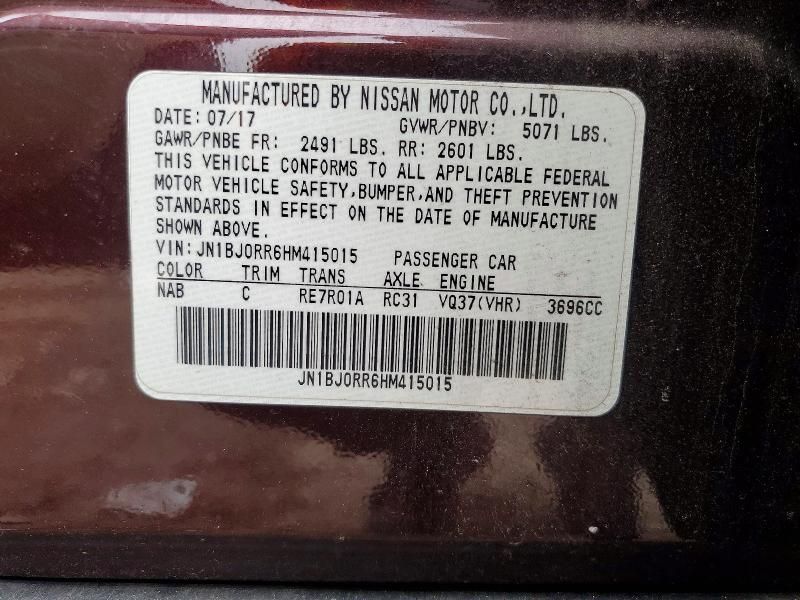 MANUFACTURED BY NISSAN MOTOR CO.,LTD.
DATE: 07/17 GVWR/PNBV: 5071 LBS.
GAWR/PNBE FR: 2491 LBS. RR: 2601 LBS.
THIS VEHICLE CONFORMS TO ALL APPLICABLE FEDERAL
MOTOR VEHICLE SAFETY,BUMPER,AND THEFT PREVENTION
STANDARDS IN EFFECT ON THE DATE OF MANUFACTURE
SHOWN ABOVE.
VIN:JN1BJ0RR6HM415015 PASSENGER CAR
COLOR TRIM TRANS AXLE ENGINE
NAB C RE7R01A RC31 VQ37(VHR) 3696CC
JN1BJ0RR6HM415015